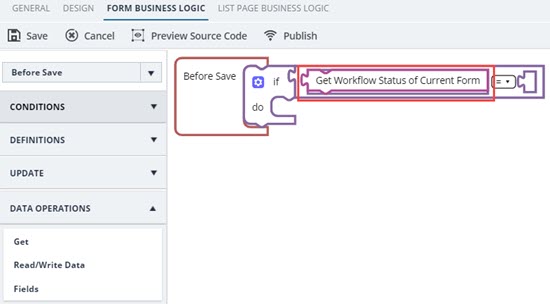 GENERAL DESIGN FORM BUSINESS LOGIC LIST PAGE BUSINESS LOGIC
Save Cancel Preview Source Code Publish
Before Save
CONDITIONS
DEFINITIONS
UPDATE
DATA OPERATIONS
Get
Read/Write Data
Fields
Before Save if Get Workflow Status of Current Form =
do